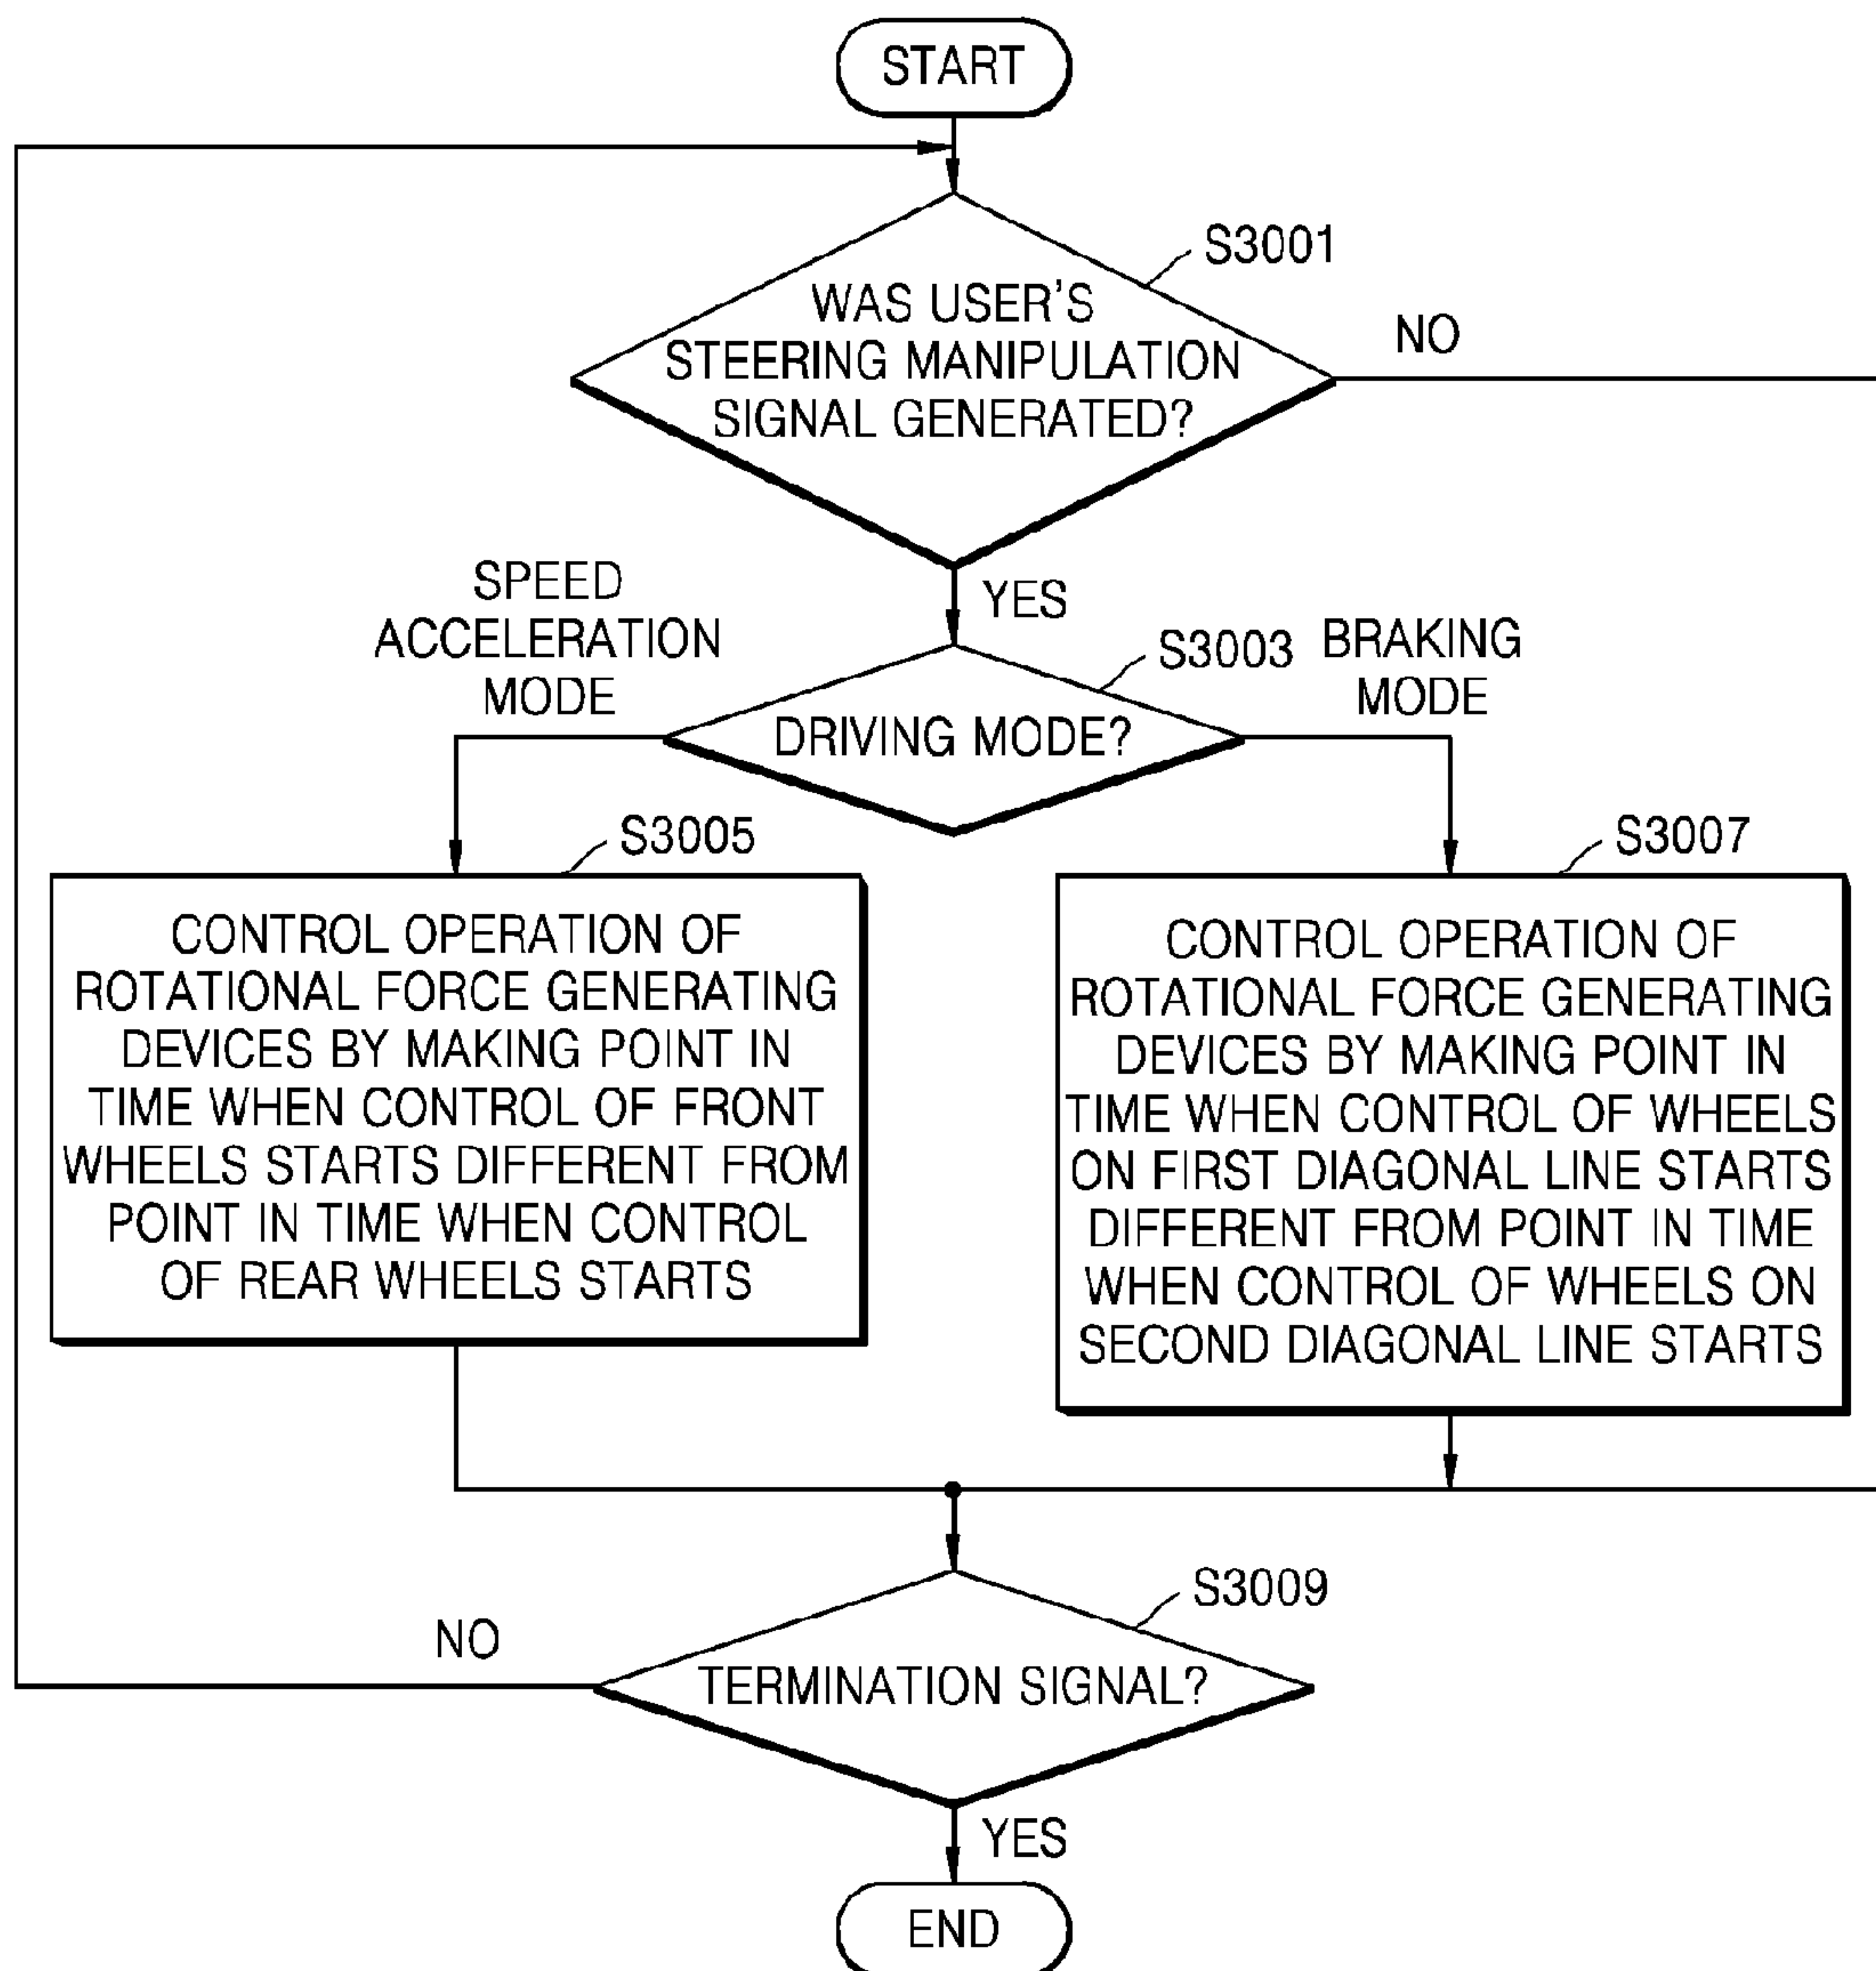 START
S3001
WAS USER'S
STEERING MANIPULATION
SIGNAL GENERATED?
NO
YES
SPEED
ACCELERATION
MODE
S3003
BRAKING
MODE
DRIVING MODE?
S3005
CONTROL OPERATION OF
ROTATIONAL FORCE GENERATING
DEVICES BY MAKING POINT IN
TIME WHEN CONTROL OF FRONT
WHEELS STARTS DIFFERENT FROM
POINT IN TIME WHEN CONTROL
OF REAR WHEELS STARTS
S3007
CONTROL OPERATION OF
ROTATIONAL FORCE GENERATING
DEVICES BY MAKING POINT IN
TIME WHEN CONTROL OF WHEELS
ON FIRST DIAGONAL LINE STARTS
DIFFERENT FROM POINT IN TIME
WHEN CONTROL OF WHEELS ON
SECOND DIAGONAL LINE STARTS
S3009
NO
TERMINATION SIGNAL?
YES
END